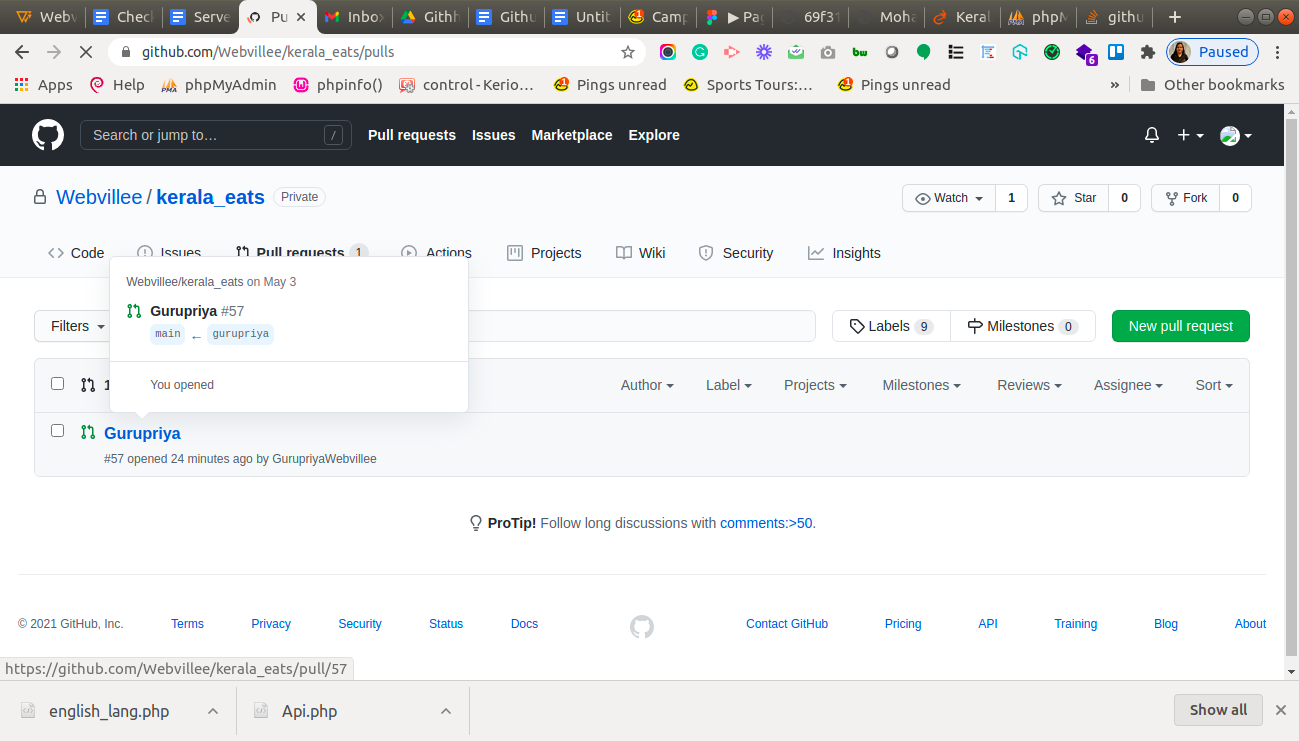 Webv Check Serve Pu Inbox Githh Githu Untit Camp ▶ Pag 69f31 Moha Keral phpM githu
github.com/Webvillee/kerala_eats/pulls bw 6 Paused
Apps Help phpMyAdmin phpinfo() control - Kerio… Pings unread Sports Tours:… Pings unread » Other bookmarks
Search or jump to… / Pull requests Issues Marketplace Explore
Webvillee / kerala_eats Private Watch 1 Star 0 Fork 0
Code Issues Pull requests 1 Actions Projects Wiki Security Insights
Webvillee/kerala_eats on May 3
Gurupriya #57
main ← gurupriya
You opened
Filters Labels 9 Milestones 0 New pull request
1 Author Label Projects Milestones Reviews Assignee Sort
Gurupriya
#57 opened 24 minutes ago by GurupriyaWebvillee
ProTip! Follow long discussions with comments:>50.
© 2021 GitHub, Inc. Terms Privacy Security Status Docs Contact GitHub Pricing API Training Blog About
https://github.com/Webvillee/kerala_eats/pull/57
english_lang.php Api.php Show all